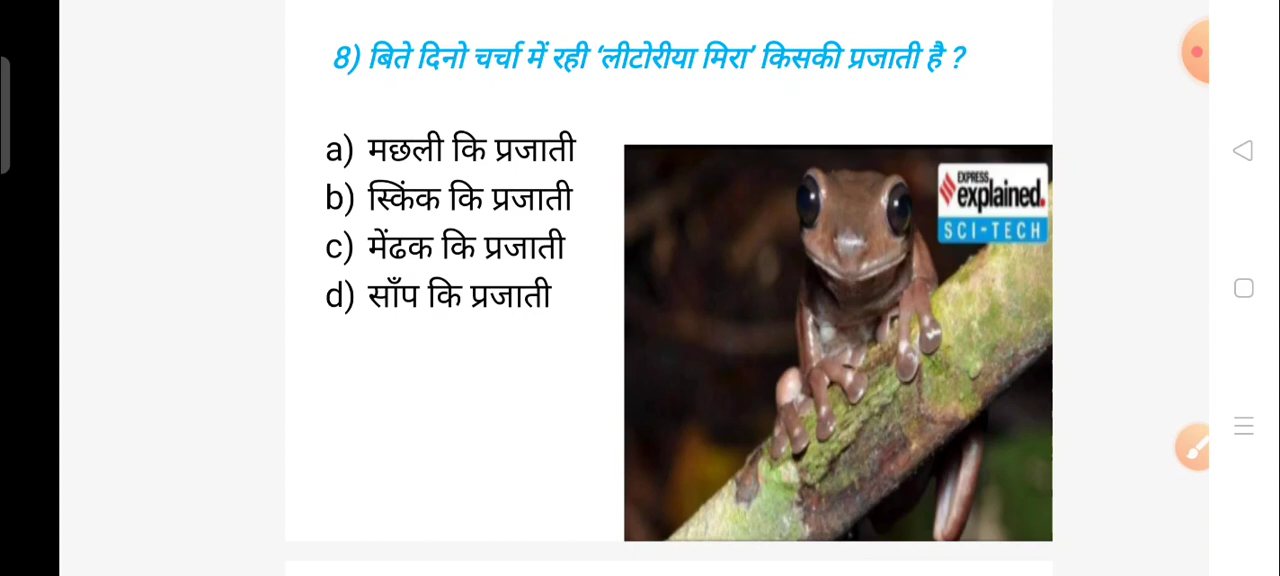 8) बिते दिनो चर्चा में रही ‘लीटोरीया मिरा’ किसकी प्रजाती है ?
a) मछली कि प्रजाती
b) स्किंक कि प्रजाती
c) मेंढक कि प्रजाती
d) साँप कि प्रजाती
EXPRESS
explained.
SCI-TECH